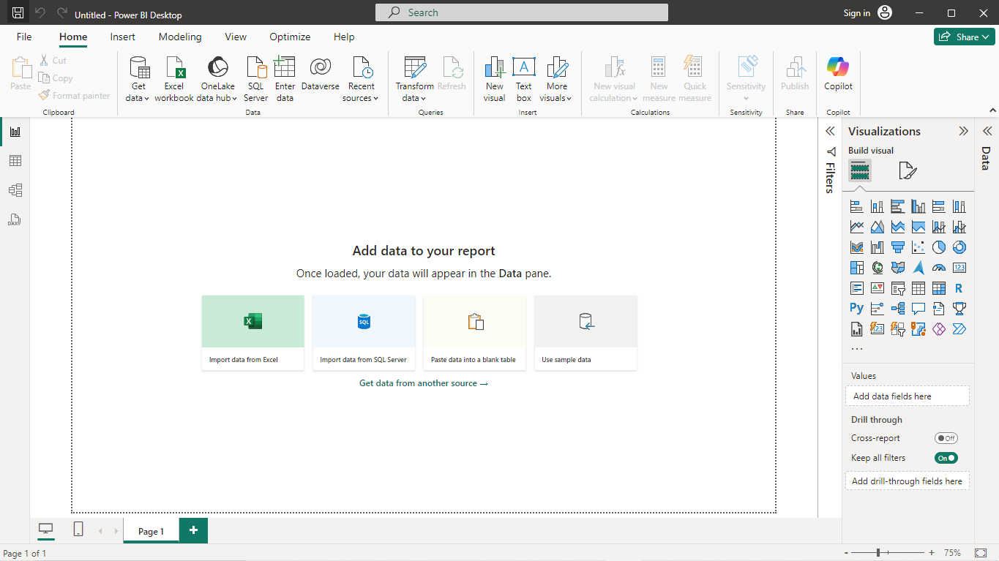 Untitled - Power BI Desktop
Search
Sign in
File
Home
Insert
Modeling
View
Optimize
Help
Share
Paste
Cut
Copy
Format painter
Clipboard
Get data
Excel workbook
OneLake data hub
SQL Server
Enter data
Dataverse
Recent sources
Data
Transform data
Refresh
Queries
New visual
Text box
More visuals
Insert
New visual calculation
New measure
Quick measure
Calculations
Sensitivity
Sensitivity
Publish
Share
Copilot
Copilot
DAX
Add data to your report
Once loaded, your data will appear in the Data pane.
SQL
Import data from Excel
Import data from SQL Server
Paste data into a blank table
Use sample data
Get data from another source →
Filters
Visualizations
Build visual
123
R
Py
123
Values
Add data fields here
Drill through
Cross-report
Off
Keep all filters
On
Add drill-through fields here
Data
Page 1
Page 1 of 1
- + 75%